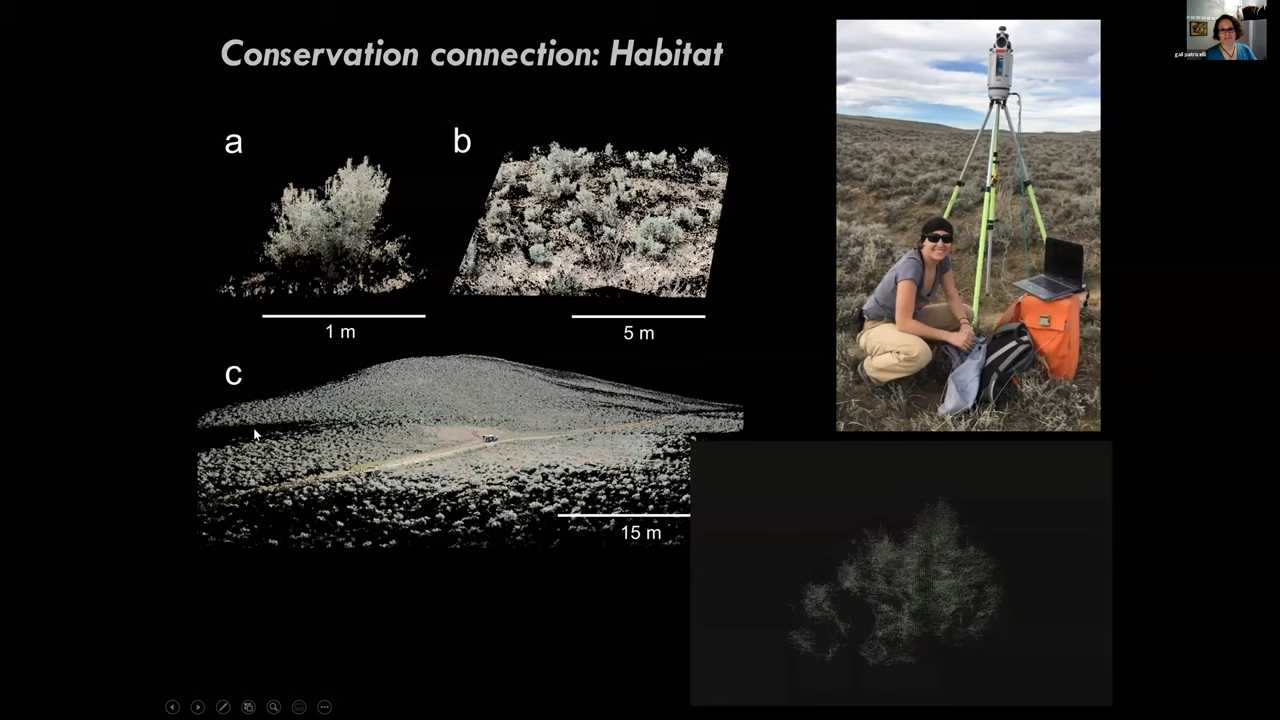 Conservation connection: Habitat
a
b
1 m
5 m
c
15 m
gail patricelli